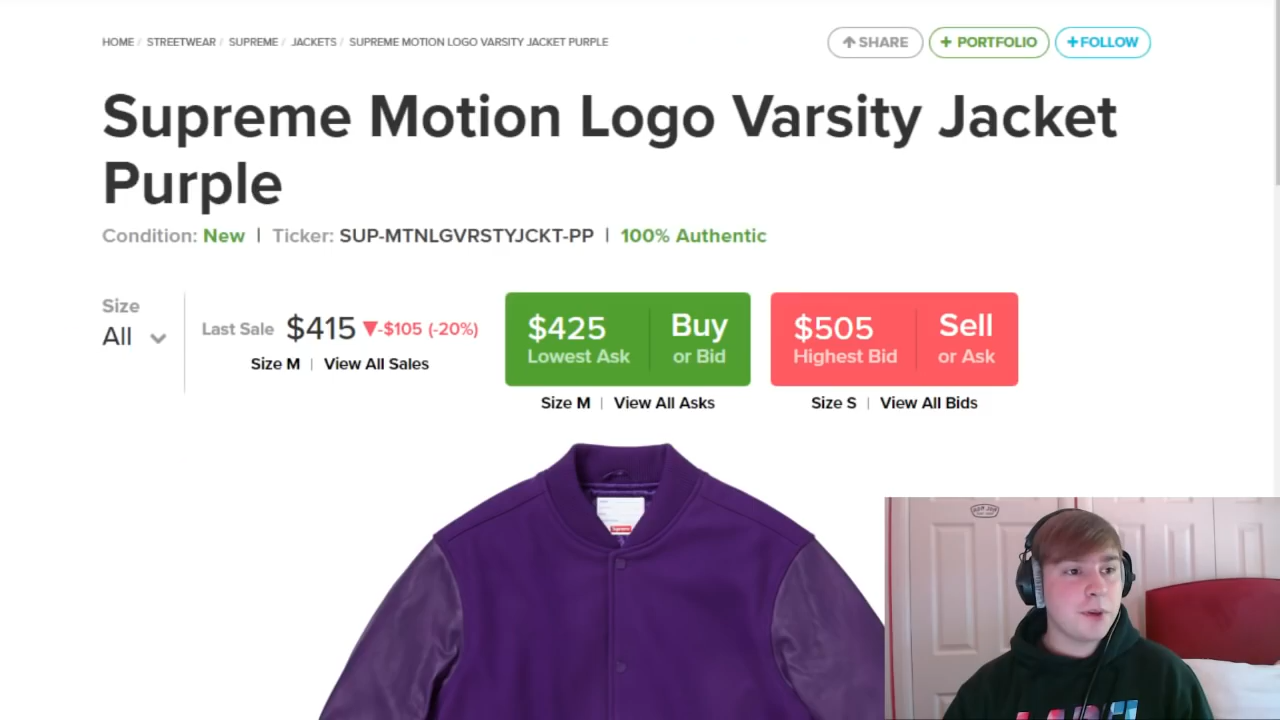 HOME / STREETWEAR / SUPREME / JACKETS / SUPREME MOTION LOGO VARSITY JACKET PURPLE
SHARE + PORTFOLIO +FOLLOW
Supreme Motion Logo Varsity Jacket
Purple
Condition: New | Ticker: SUP-MTNLGVRSTYJCKT-PP | 100% Authentic
Size
All
Last Sale $415 ▼-$105 (-20%)
Size M | View All Sales
$425 Buy
Lowest Ask or Bid
Size M | View All Asks
$505 Sell
Highest Bid or Ask
Size S | View All Bids
Supreme